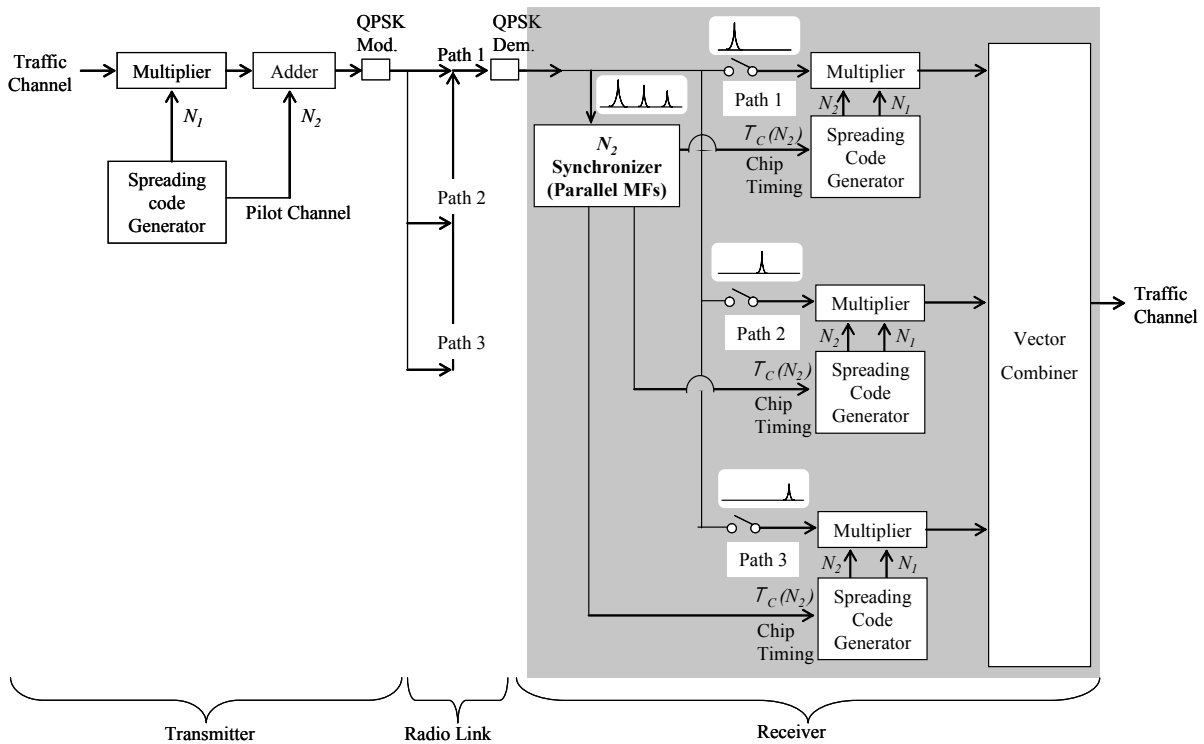 QPSK
Mod.
QPSK
Dem.
Path 1
Traffic
Channel
Multiplier
Adder
N1
N2
Spreading
code
Generator
Pilot Channel
Path 2
Path 3
Path 1
Multiplier
N2
N1
TC(N2)
Chip
Timing
Spreading
Code
Generator
N2
Synchronizer
(Parallel MFs)
Path 2
Multiplier
N2
N1
TC(N2)
Chip
Timing
Spreading
Code
Generator
Path 3
Multiplier
N2
N1
TC(N2)
Chip
Timing
Spreading
Code
Generator
Vector
Combiner
Traffic
Channel
Transmitter
Radio Link
Receiver